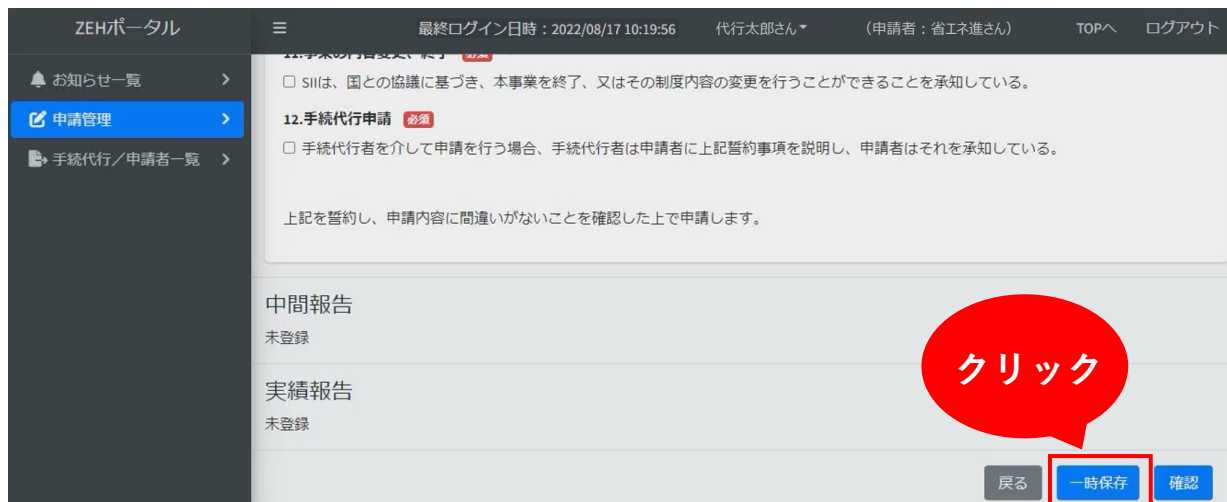 ZEHポータル
最終ログイン日時：2022/08/17 10:19:56
代行太郎さん
（申請者：省エネ進さん）
TOPへ
ログアウト
お知らせ一覧
申請管理
手続代行／申請者一覧
11.事業の内容変更、終了 必須
SIIは、国との協議に基づき、本事業を終了、又はその制度内容の変更を行うことができることを承知している。
12.手続代行申請 必須
手続代行者を介して申請を行う場合、手続代行者は申請者に上記誓約事項を説明し、申請者はそれを承知している。
上記を誓約し、申請内容に間違いがないことを確認した上で申請します。
中間報告
未登録
実績報告
未登録
クリック
戻る
一時保存
確認